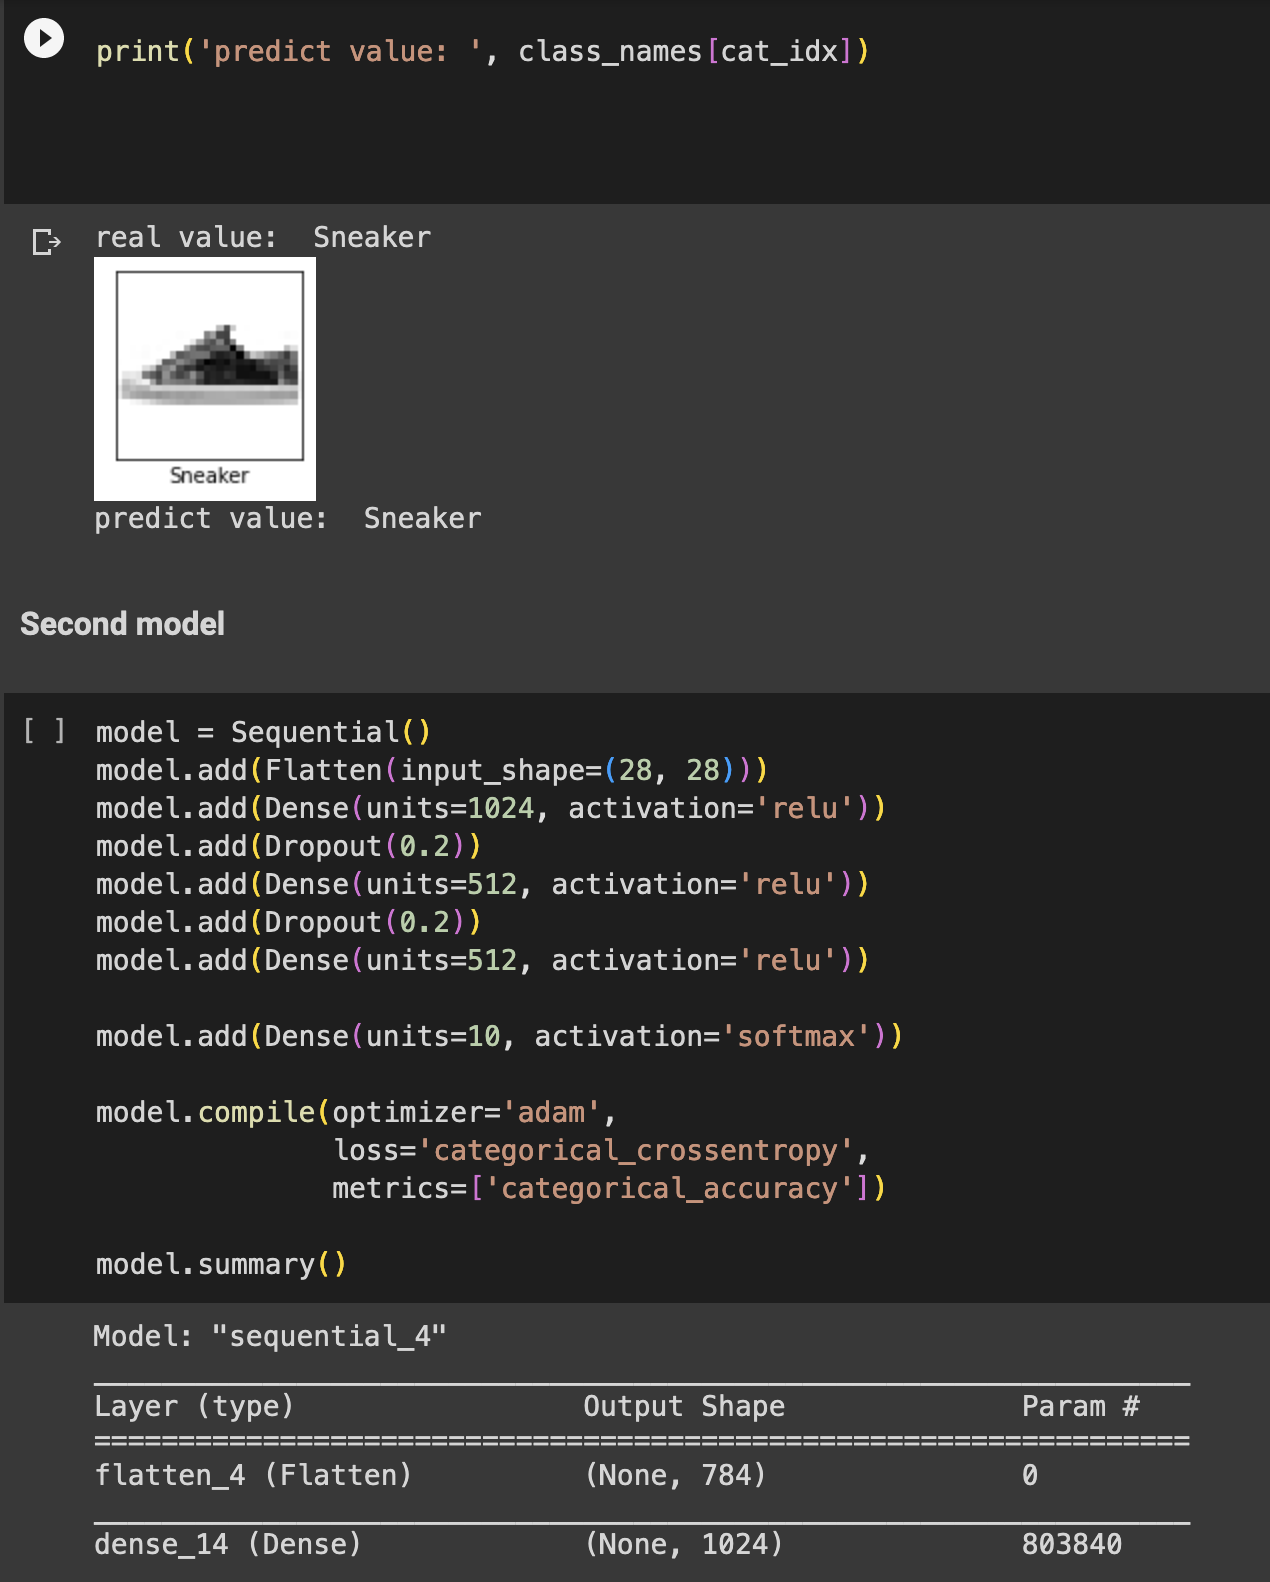 print('predict value: ', class_names[cat_idx])
real value:  Sneaker
Sneaker
predict value:  Sneaker
Second model
[ ]
model = Sequential()
model.add(Flatten(input_shape=(28, 28)))
model.add(Dense(units=1024, activation='relu'))
model.add(Dropout(0.2))
model.add(Dense(units=512, activation='relu'))
model.add(Dropout(0.2))
model.add(Dense(units=512, activation='relu'))
model.add(Dense(units=10, activation='softmax'))
model.compile(optimizer='adam',
              loss='categorical_crossentropy',
              metrics=['categorical_accuracy'])
model.summary()
Model: "sequential_4"
_________________________________________________________________
Layer (type)                 Output Shape              Param #
=================================================================
flatten_4 (Flatten)          (None, 784)               0
_________________________________________________________________
dense_14 (Dense)             (None, 1024)              803840